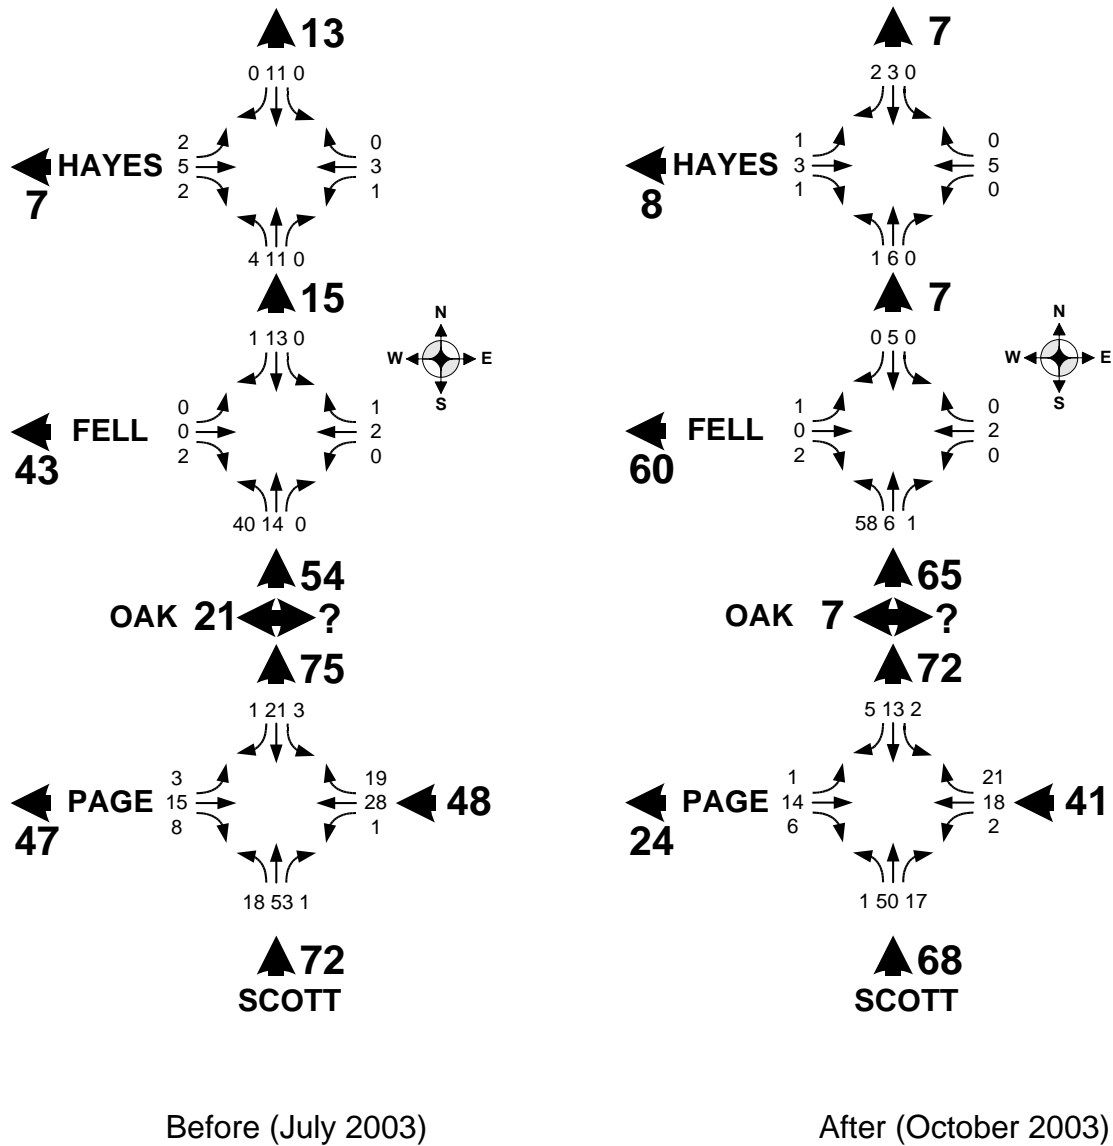 13
0 11 0
2
5
2
HAYES
7
0
3
1
4 11 0
15
1 13 0
N
W E
S
0
0
2
FELL
43
1
2
0
40 14 0
54
OAK 21 ?
75
1 21 3
3
15
8
PAGE
47
19
28
1
48
18 53 1
72
SCOTT
Before (July 2003)
7
2 3 0
1
3
1
HAYES
8
0
5
0
1 6 0
7
0 5 0
N
W E
S
1
0
2
FELL
60
0
2
0
58 6 1
65
OAK 7 ?
72
5 13 2
1
14
6
PAGE
24
21
18
2
41
1 50 17
68
SCOTT
After (October 2003)